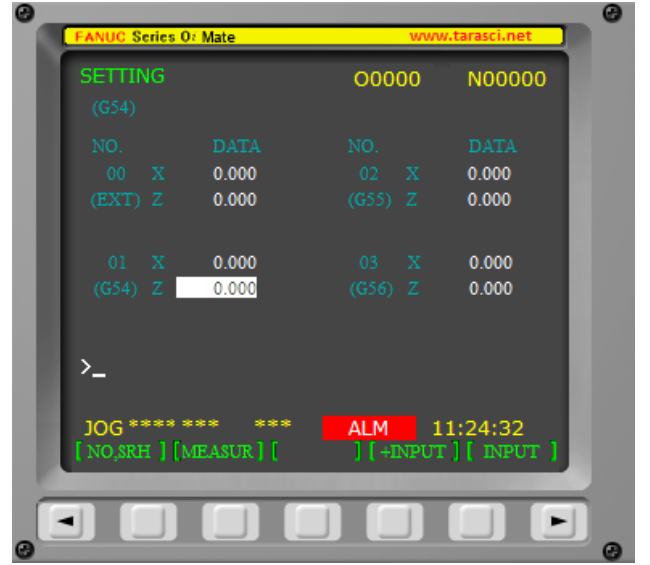 FANUC Series 0i Mate www.tarasci.net
SETTING O0000 N00000
(G54)
NO. DATA NO. DATA
00 X 0.000 02 X 0.000
(EXT) Z 0.000 (G55) Z 0.000
01 X 0.000 03 X 0.000
(G54) Z 0.000 (G56) Z 0.000
>_
JOG **** *** *** ALM 11:24:32
[ NO,SRH ] [ MEASUR ] [ ] [ +INPUT ] [ INPUT ]